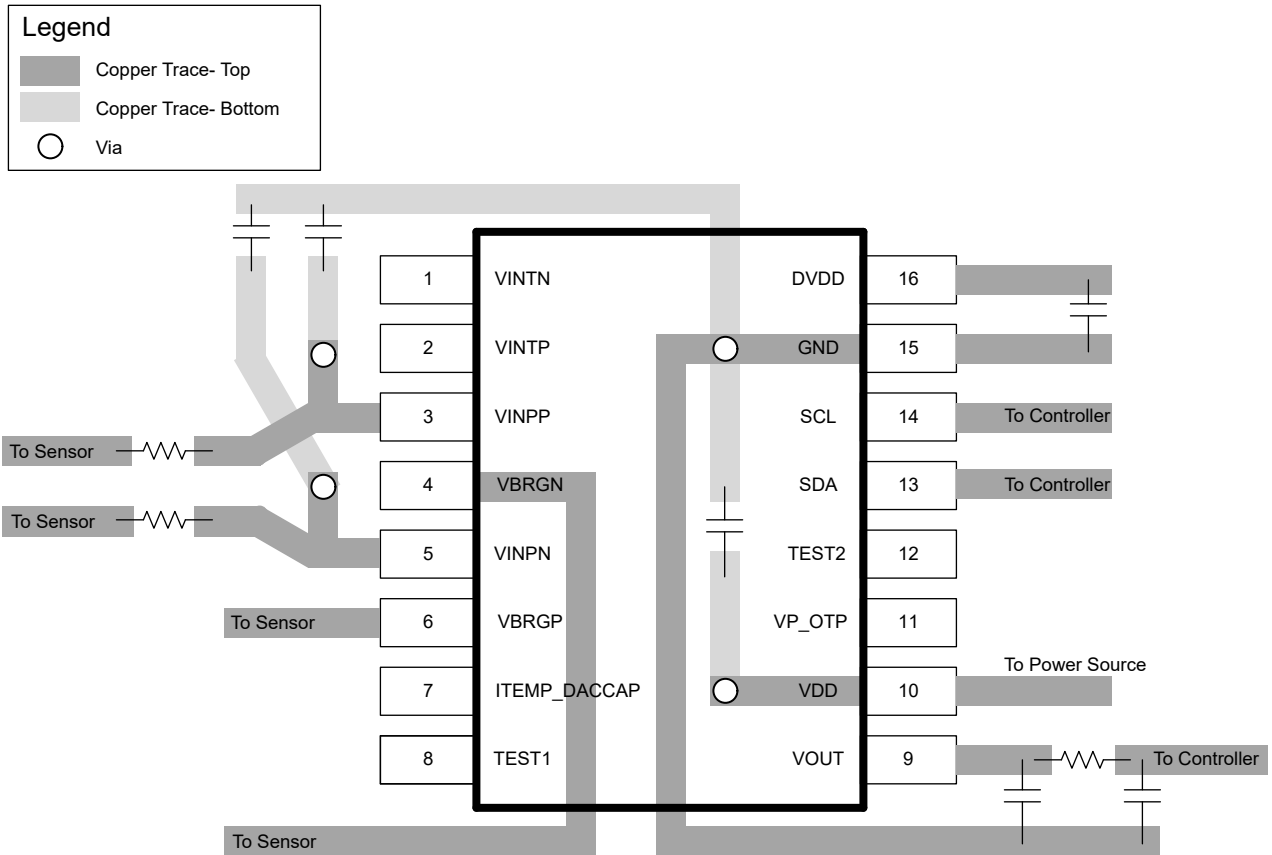 Legend
Copper Trace- Top
Copper Trace- Bottom
Via
1 VINTN DVDD 16
2 VINTP GND 15
3 VINPP SCL 14 To Controller
To Sensor
4 VBRGN SDA 13 To Controller
To Sensor
5 VINPN TEST2 12
To Sensor 6 VBRGP VP_OTP 11
To Power Source
7 ITEMP_DACCAP VDD 10
8 TEST1 VOUT 9 To Controller
To Sensor